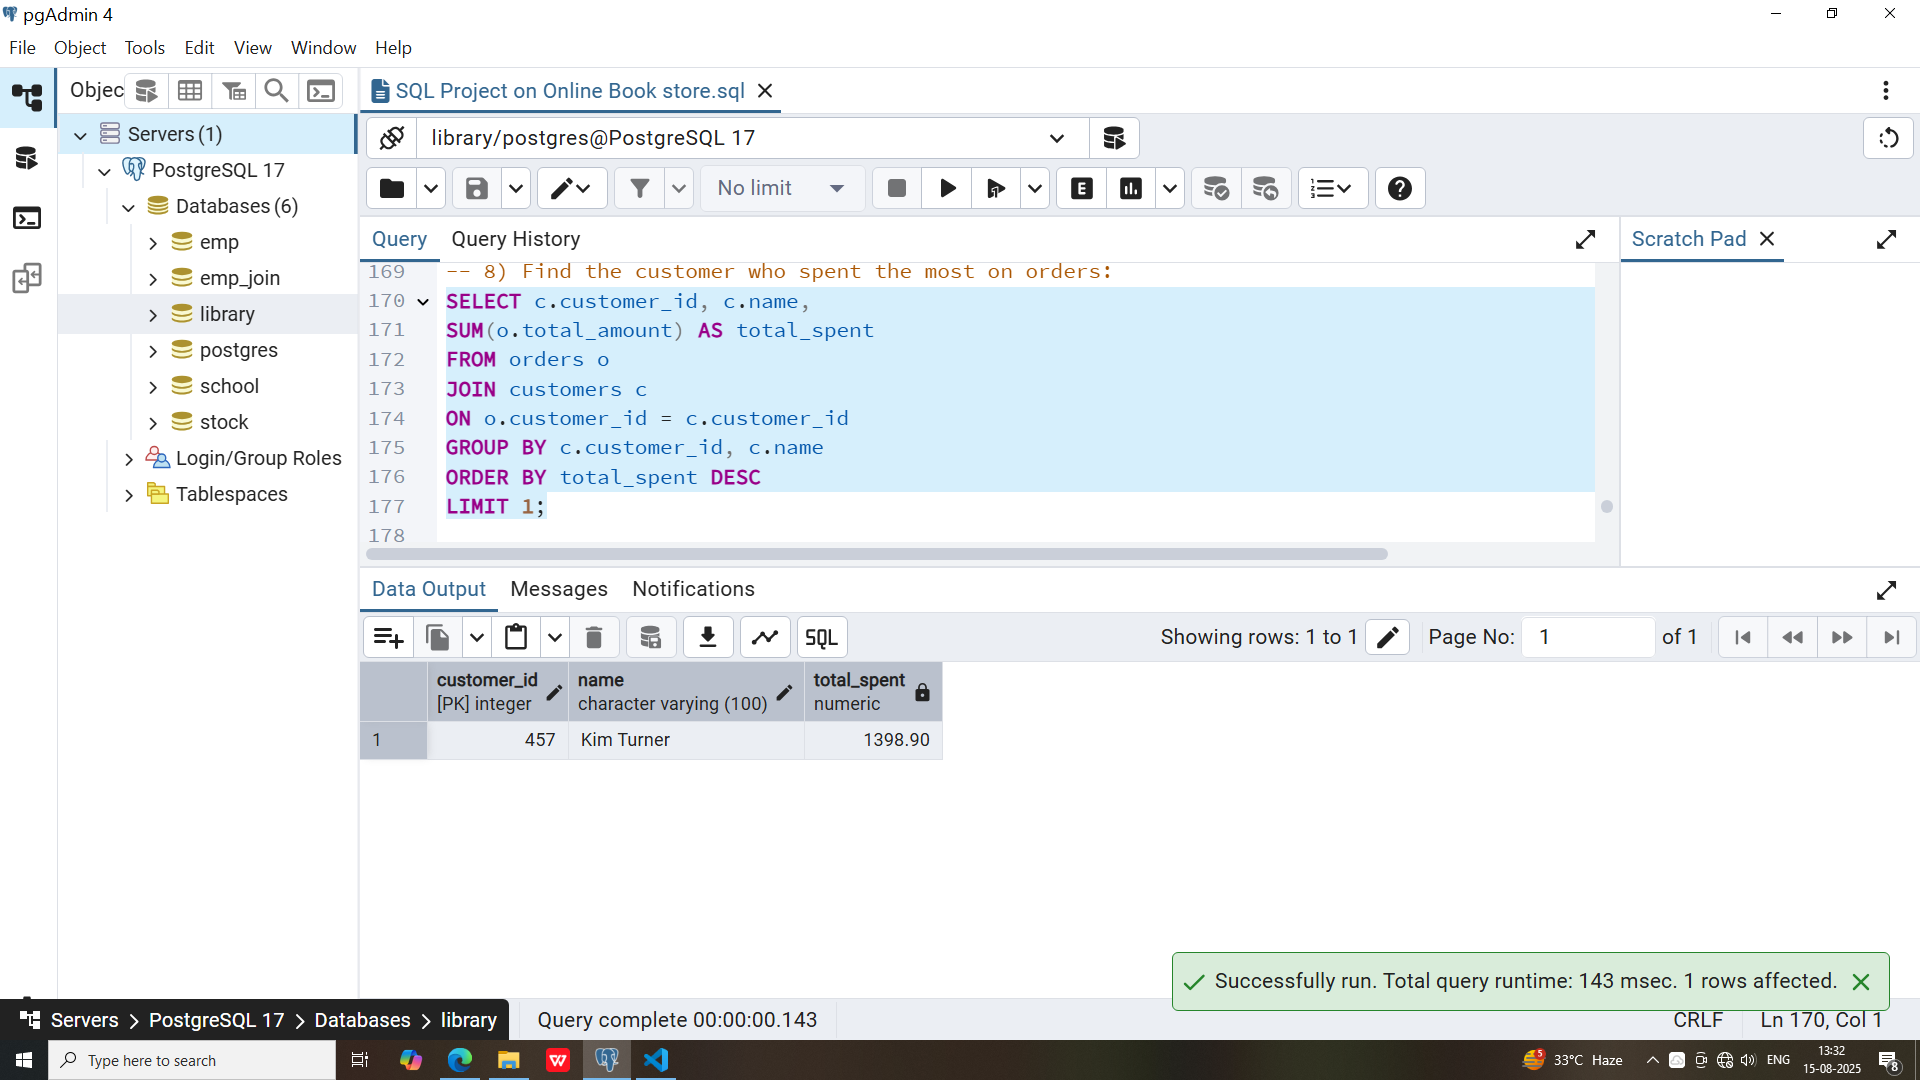 pgAdmin 4
File Object Tools Edit View Window Help
Objec
SQL Project on Online Book store.sql
Servers (1)
library/postgres@PostgreSQL 17
PostgreSQL 17
No limit
Databases (6)
emp
emp_join
library
postgres
school
stock
Login/Group Roles
Tablespaces
Query Query History
Scratch Pad
169 -- 8) Find the customer who spent the most on orders:
170 SELECT c.customer_id, c.name,
171 SUM(o.total_amount) AS total_spent
172 FROM orders o
173 JOIN customers c
174 ON o.customer_id = c.customer_id
175 GROUP BY c.customer_id, c.name
176 ORDER BY total_spent DESC
177 LIMIT 1;
178
Data Output Messages Notifications
SQL
Showing rows: 1 to 1 Page No: 1 of 1
customer_id name total_spent
[PK] integer character varying (100) numeric
1 457 Kim Turner 1398.90
Successfully run. Total query runtime: 143 msec. 1 rows affected.
Servers PostgreSQL 17 Databases library
Query complete 00:00:00.143
CRLF Ln 170, Col 1
Type here to search
5
33°C Haze
ENG
13:32
15-08-2025
8